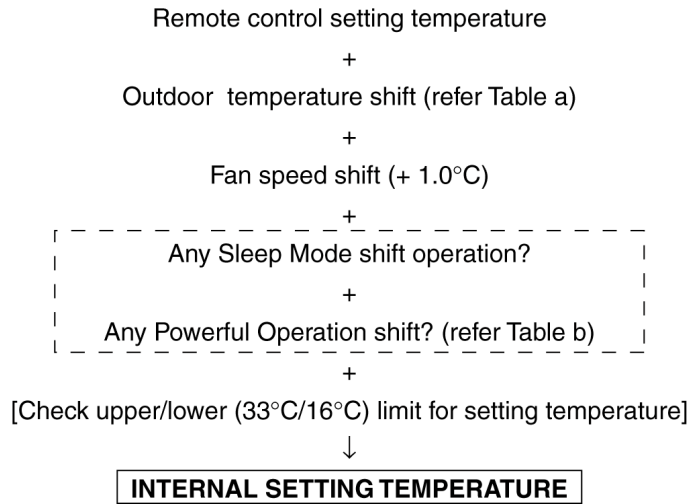 Remote control setting temperature
+
Outdoor temperature shift (refer Table a)
+
Fan speed shift (+ 1.0°C)
+
Any Sleep Mode shift operation?
+
Any Powerful Operation shift? (refer Table b)
+
[Check upper/lower (33°C/16°C) limit for setting temperature]
↓
INTERNAL SETTING TEMPERATURE